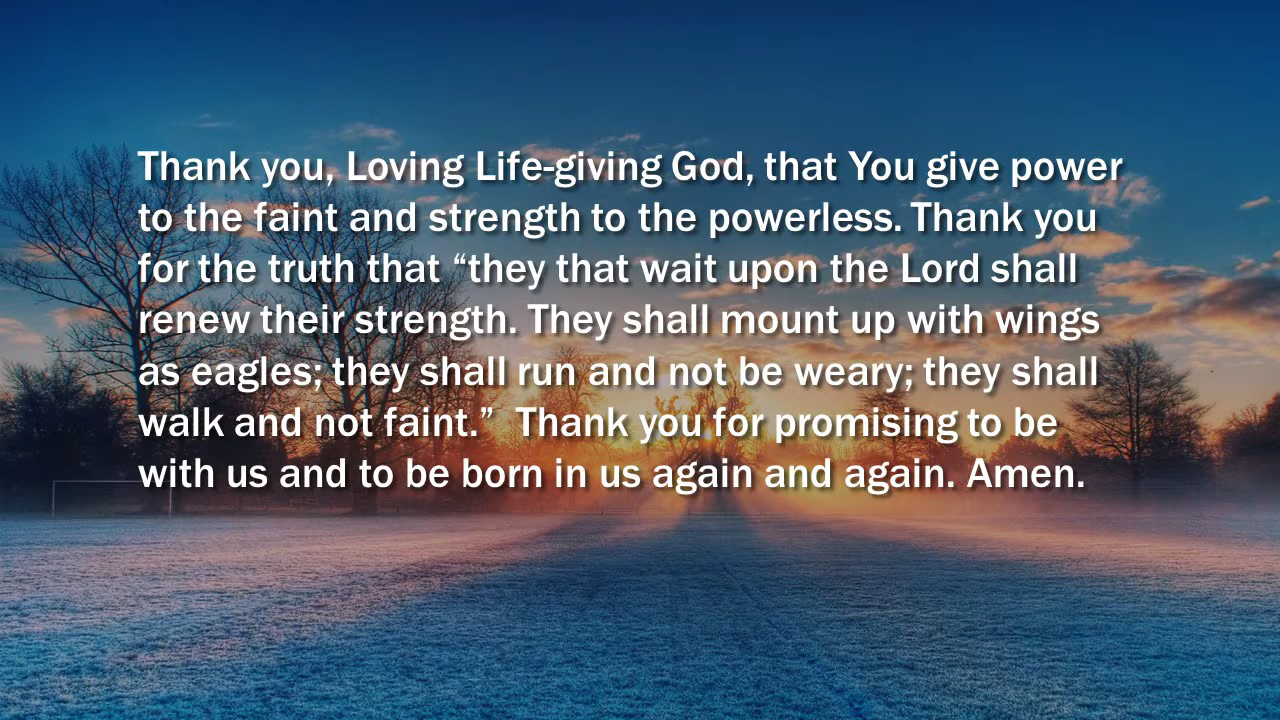 Thank you, Loving Life-giving God, that You give power
to the faint and strength to the powerless. Thank you
for the truth that “they that wait upon the Lord shall
renew their strength. They shall mount up with wings
as eagles; they shall run and not be weary; they shall
walk and not faint.”  Thank you for promising to be
with us and to be born in us again and again. Amen.